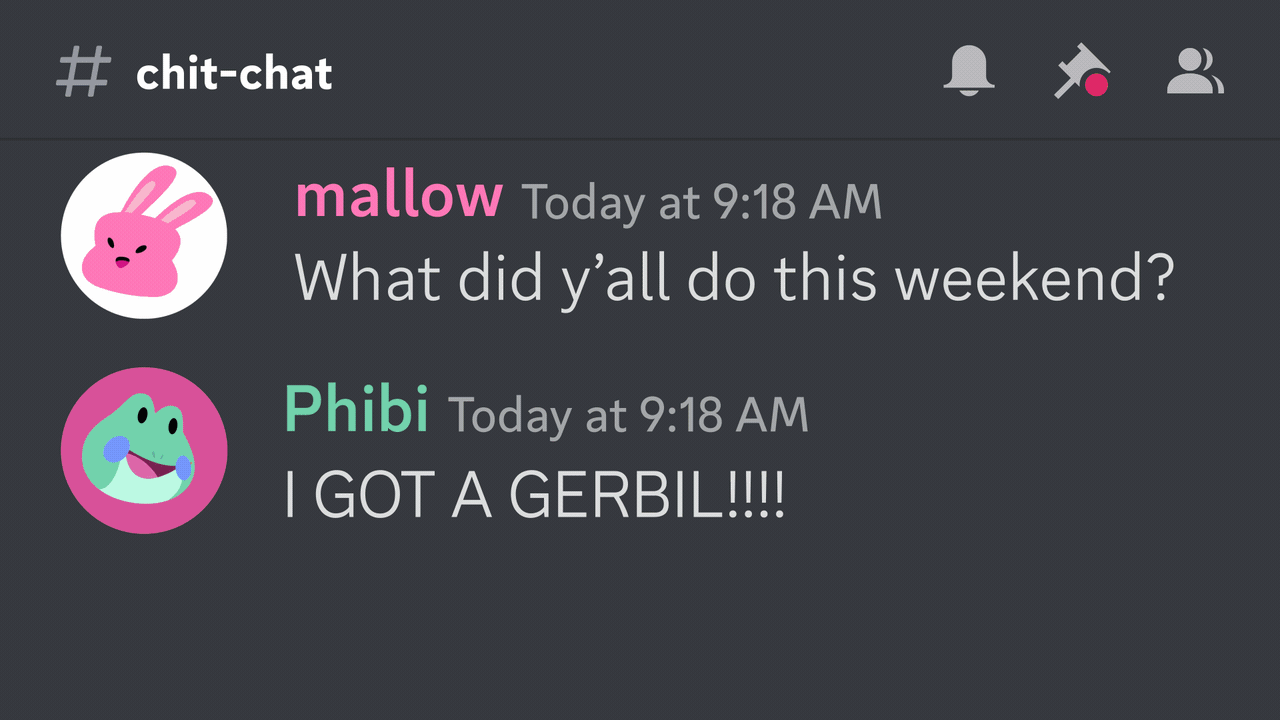 # chit-chat
mallow Today at 9:18 AM
What did y’all do this weekend?
Phibi Today at 9:18 AM
I GOT A GERBIL!!!!